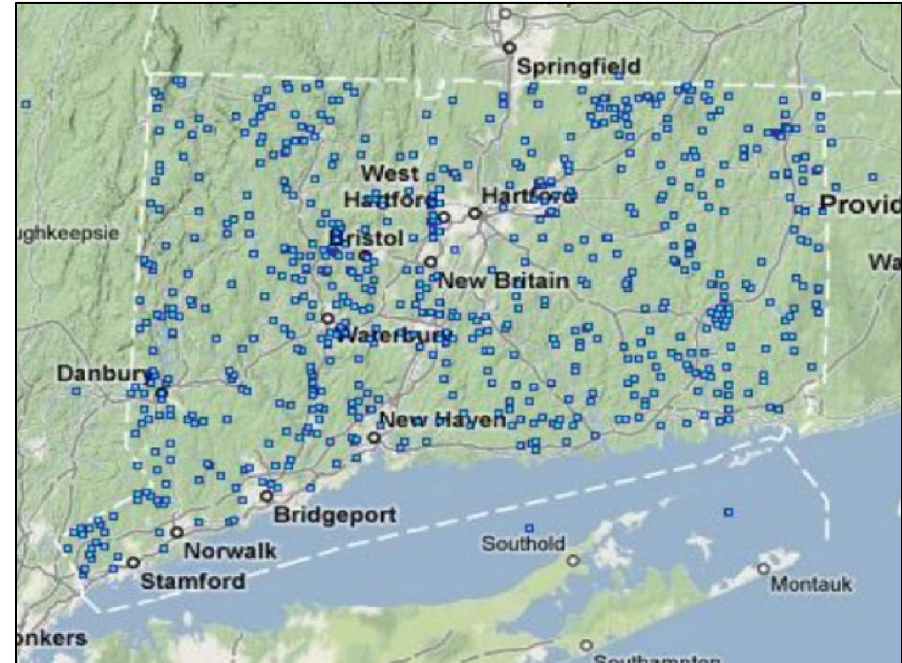 Springfield
West
Hartford
Hartford
Provid
ughkeepsie
Bristol
Wa
New Britain
Waterbury
Danbury
New Haven
Bridgeport
Southold
Norwalk
Stamford
Montauk
onkers
Southampton